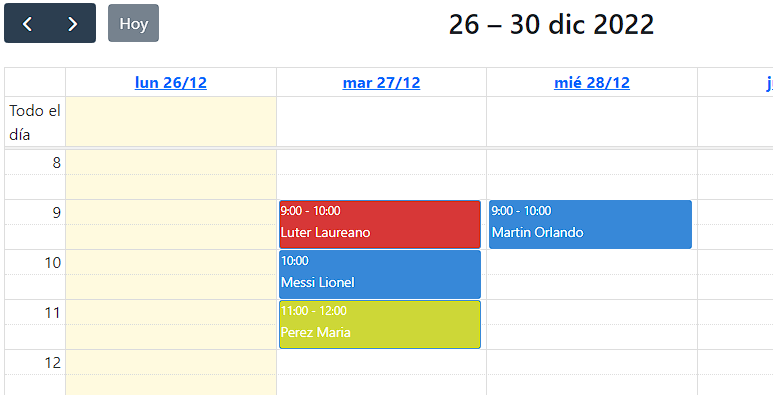 Hoy
26 – 30 dic 2022
lun 26/12
mar 27/12
mié 28/12
Todo el
día
8
9
9:00 - 10:00
Luter Laureano
9:00 - 10:00
Martin Orlando
10
10:00
Messi Lionel
11
11:00 - 12:00
Perez Maria
12